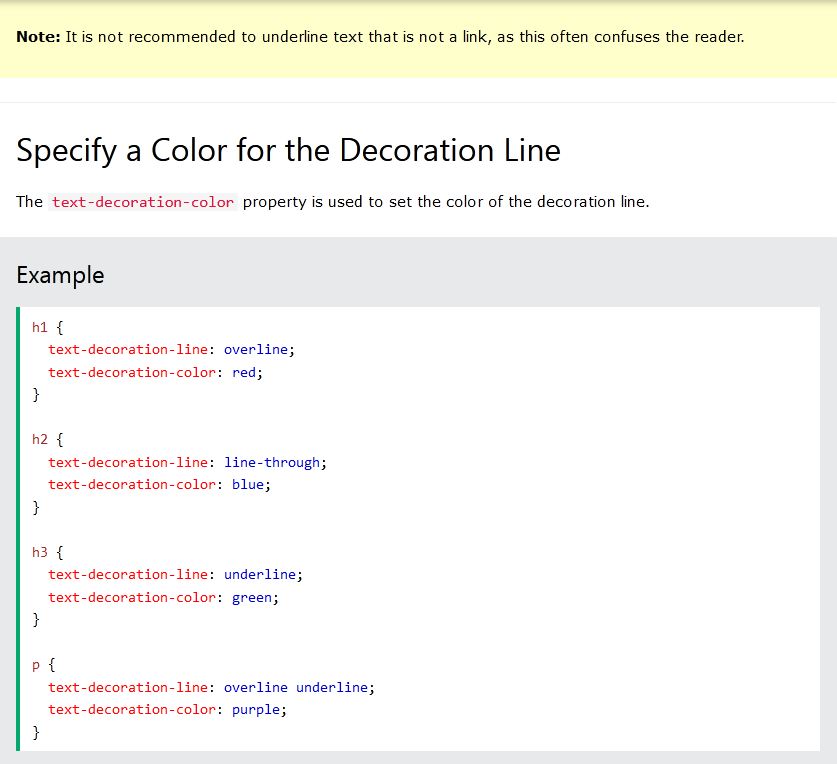 Note: It is not recommended to underline text that is not a link, as this often confuses the reader.
Specify a Color for the Decoration Line
The text-decoration-color property is used to set the color of the decoration line.
Example
h1 {
  text-decoration-line: overline;
  text-decoration-color: red;
}
h2 {
  text-decoration-line: line-through;
  text-decoration-color: blue;
}
h3 {
  text-decoration-line: underline;
  text-decoration-color: green;
}
p {
  text-decoration-line: overline underline;
  text-decoration-color: purple;
}